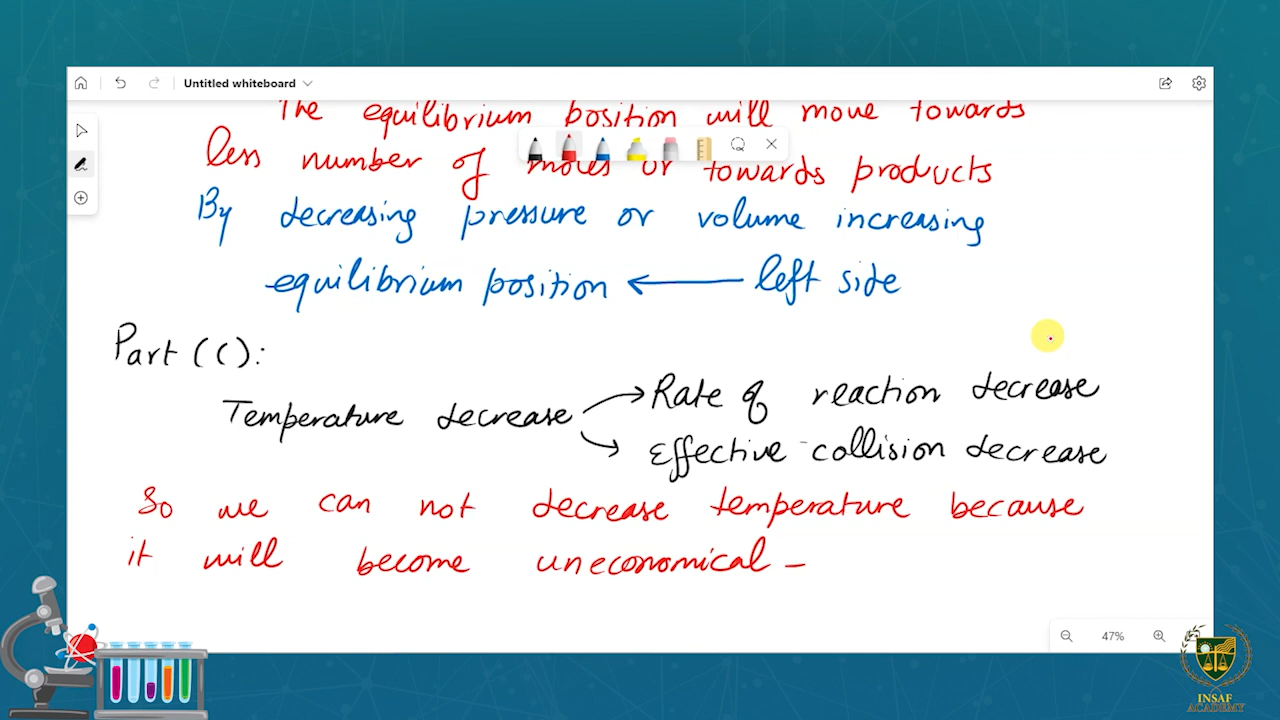 Untitled whiteboard
The equilibrium position will move towards
less number of moles or towards products
By decreasing pressure or volume increasing
equilibrium position ← left side
Part (C):
Temperature decrease → Rate of reaction decrease
→ Effective collision decrease
So we can not decrease temperature because
it will become uneconomical -
47%
INSAF
ACADEMY